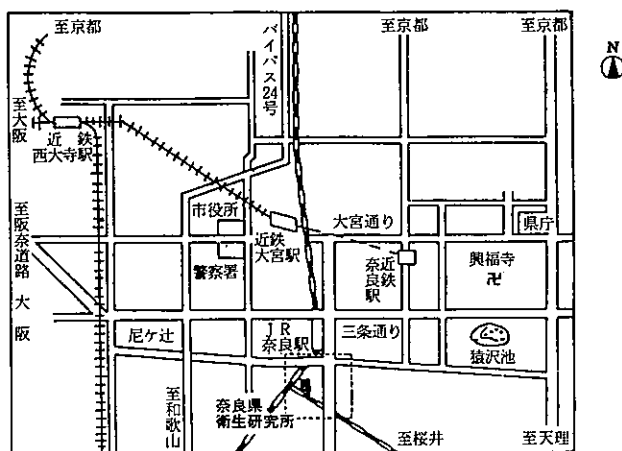 至京都
至京都
至京都
N
バイパス24号
至大阪
近鉄
西大寺駅
市役所
大宮通り
県庁
至阪奈道路
大阪
警察署
近鉄
大宮駅
近鉄
奈良駅
興福寺
卍
尼ケ辻
JR
奈良駅
三条通り
猿沢池
至和歌山
奈良県
衛生研究所
至桜井
至天理